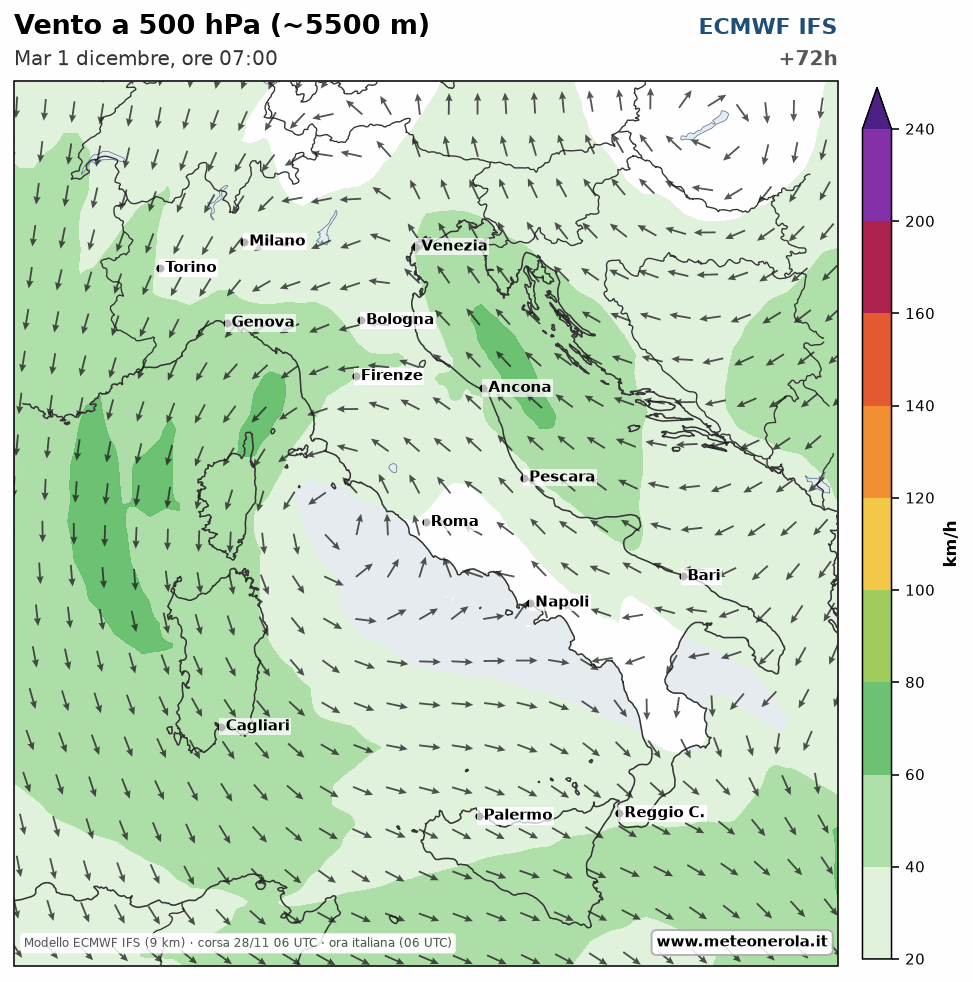 Vento a 500 hPa (~5500 m)
ECMWF IFS
Mar 1 dicembre, ore 07:00
+72h
Milano
Venezia
Torino
Genova
Bologna
Firenze
Ancona
Pescara
Roma
Bari
Napoli
Cagliari
Palermo
Reggio C.
240
220
200
160
140
120
100
80
60
40
20
km/h
Modello ECMWF IFS (9 km) · corsa 28/11 06 UTC · ora italiana (06 UTC)
www.meteonerola.it